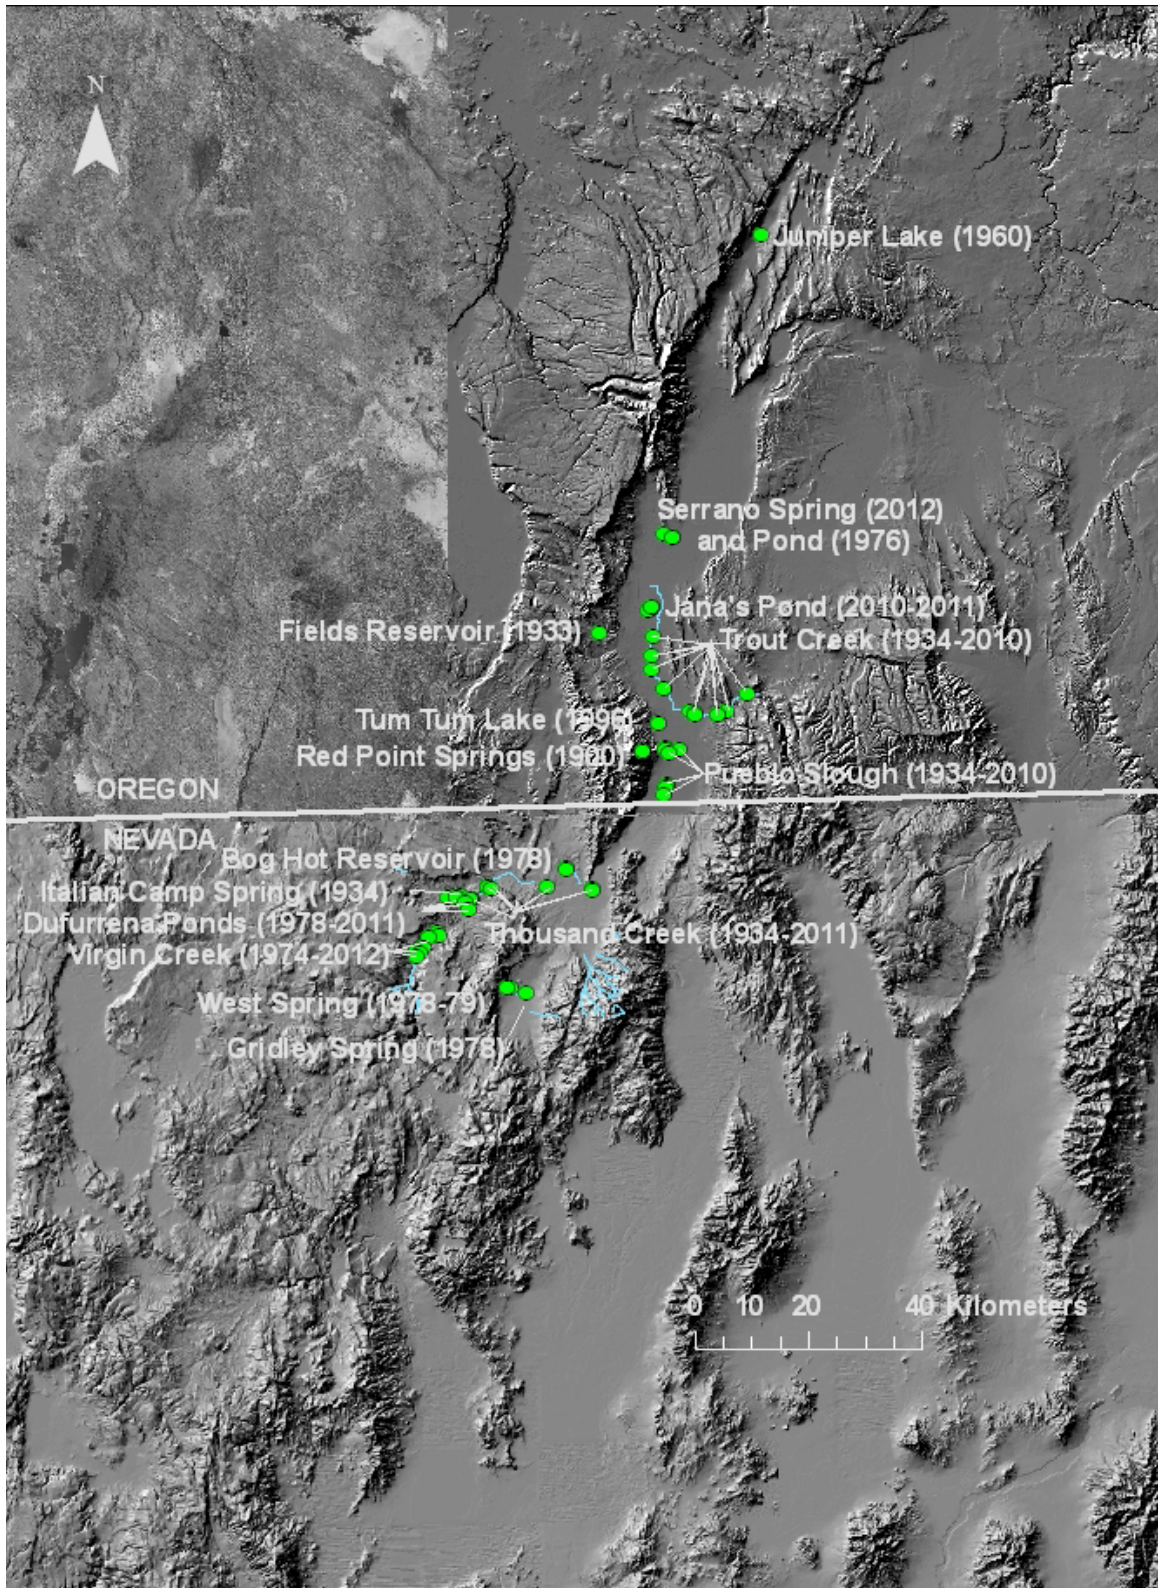 N
Juniper Lake (1960)
Serrano Spring (2012)
and Pond (1976)
Jana's Pond (2010-2011)
Fields Reservoir (1933)
Trout Creek (1934-2010)
Tum Tum Lake (1996)
Red Point Springs (1960)
Pueblo Slough (1934-2010)
OREGON
NEVADA
Bog Hot Reservoir (1978)
Italian Camp Spring (1934)
Dufurrena Ponds (1978-2011)
Thousand Creek (1934-2011)
Virgin Creek (1974-2012)
West Spring (1978-79)
Gridley Spring (1978)
0 10 20 40 Kilometers